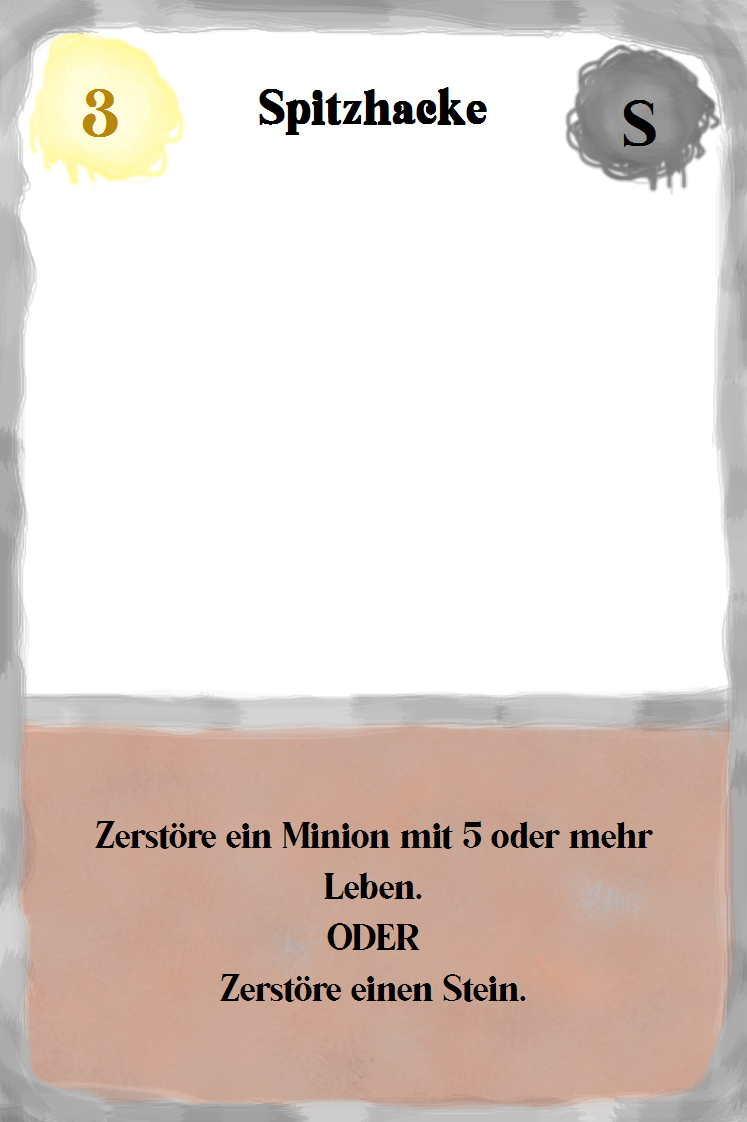 3
Spitzhacke
S
Zerstöre ein Minion mit 5 oder mehr
Leben.
ODER
Zerstöre einen Stein.